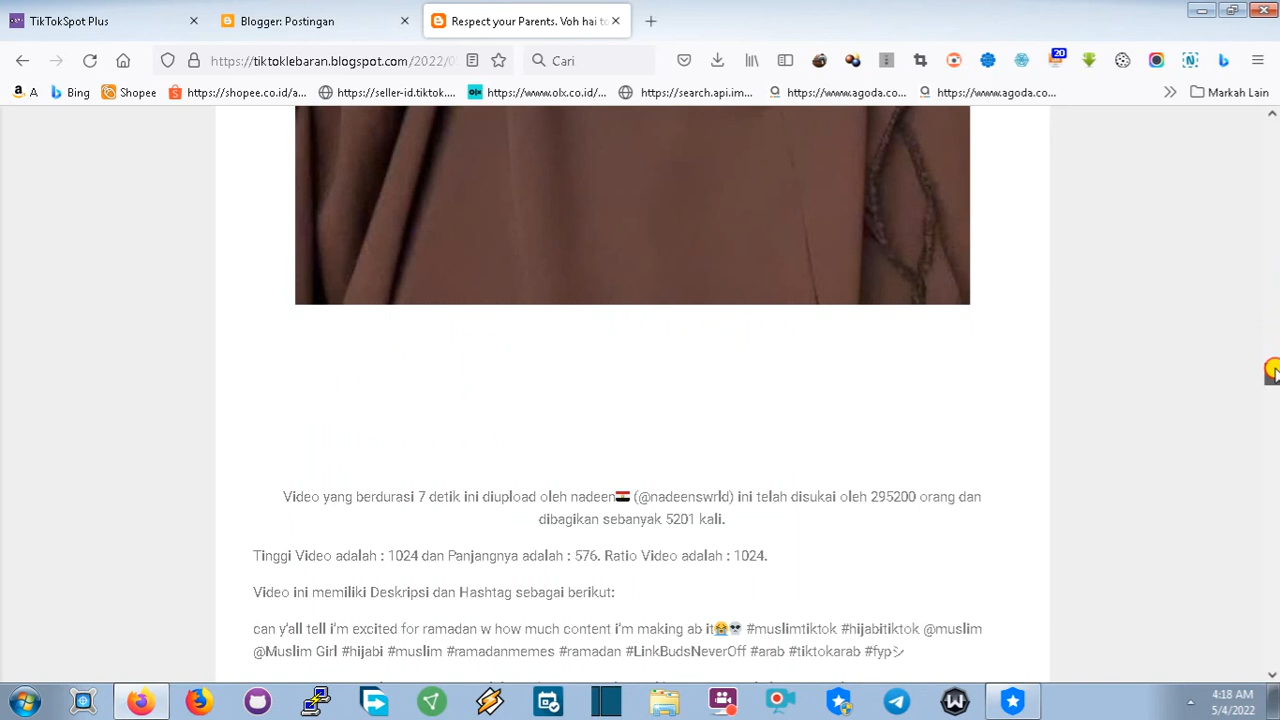 TikTokSpot Plus
Blogger: Postingan
Respect your Parents. Voh hai to
https://tiktoklebaran.blogspot.com/2022/0
Cari
20
A
Bing
Shopee
https://shopee.co.id/a...
https://seller-id.tiktok....
https://www.olx.co.id/...
https://search.api.im...
https://www.agoda.co...
https://www.agoda.co...
Markah Lain
Video yang berdurasi 7 detik ini diupload oleh nadeen🇪🇬 (@nadeenswrld) ini telah disukai oleh 295200 orang dan
dibagikan sebanyak 5201 kali.
Tinggi Video adalah : 1024 dan Panjangnya adalah : 576. Ratio Video adalah : 1024.
Video ini memiliki Deskripsi dan Hashtag sebagai berikut:
can y'all tell i'm excited for ramadan w how much content i'm making ab it😭💀 #muslimtiktok #hijabitiktok @muslim
@Muslim Girl #hijabi #muslim #ramadanmemes #ramadan #LinkBudsNeverOff #arab #tiktokarab #fypシ
4:18 AM
5/4/2022